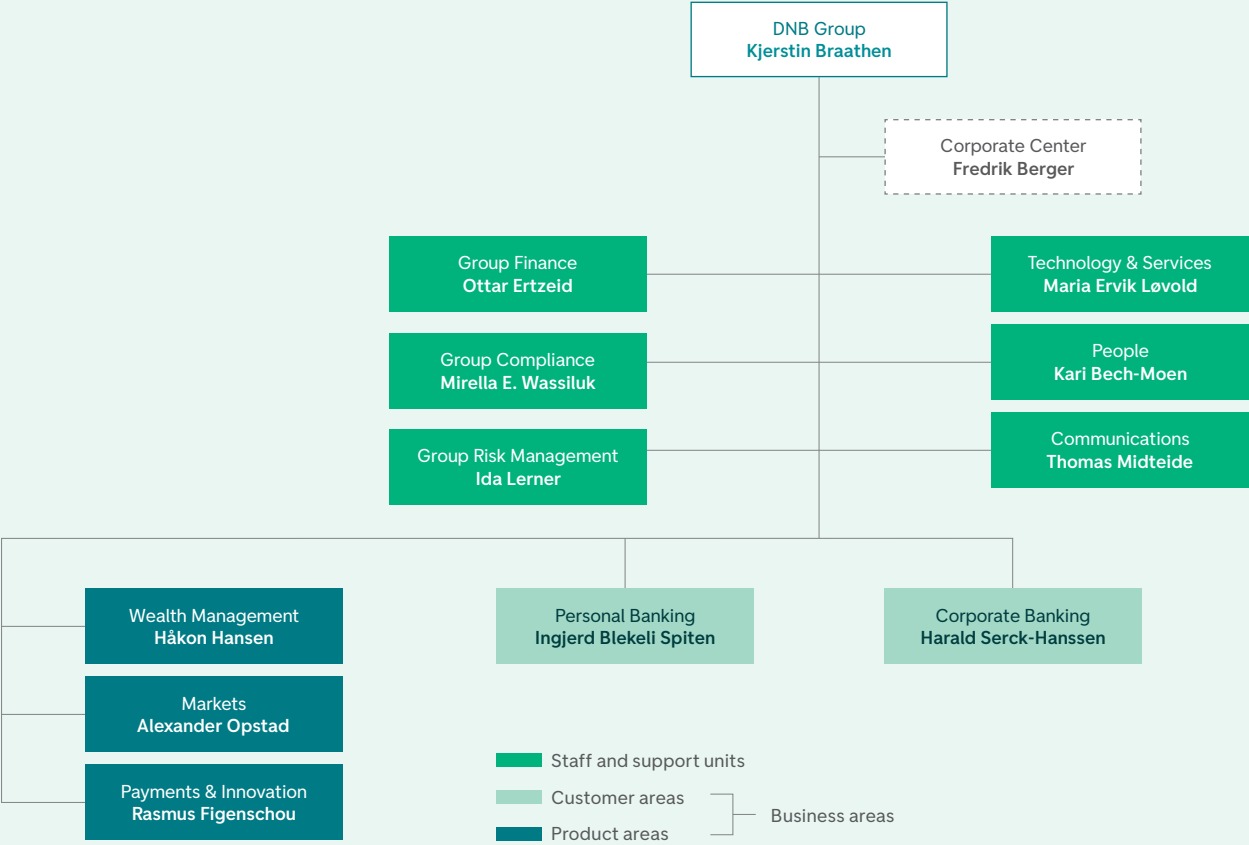 DNB Group
Kjerstin Braathen
Corporate Center
Fredrik Berger
Group Finance
Ottar Ertzeid
Technology & Services
Maria Ervik Løvold
Group Compliance
Mirella E. Wassiluk
People
Kari Bech-Moen
Group Risk Management
Ida Lerner
Communications
Thomas Midteide
Wealth Management
Håkon Hansen
Personal Banking
Ingjerd Blekeli Spiten
Corporate Banking
Harald Serck-Hanssen
Markets
Alexander Opstad
Payments & Innovation
Rasmus Figenschou
Staff and support units
Customer areas
Product areas
Business areas